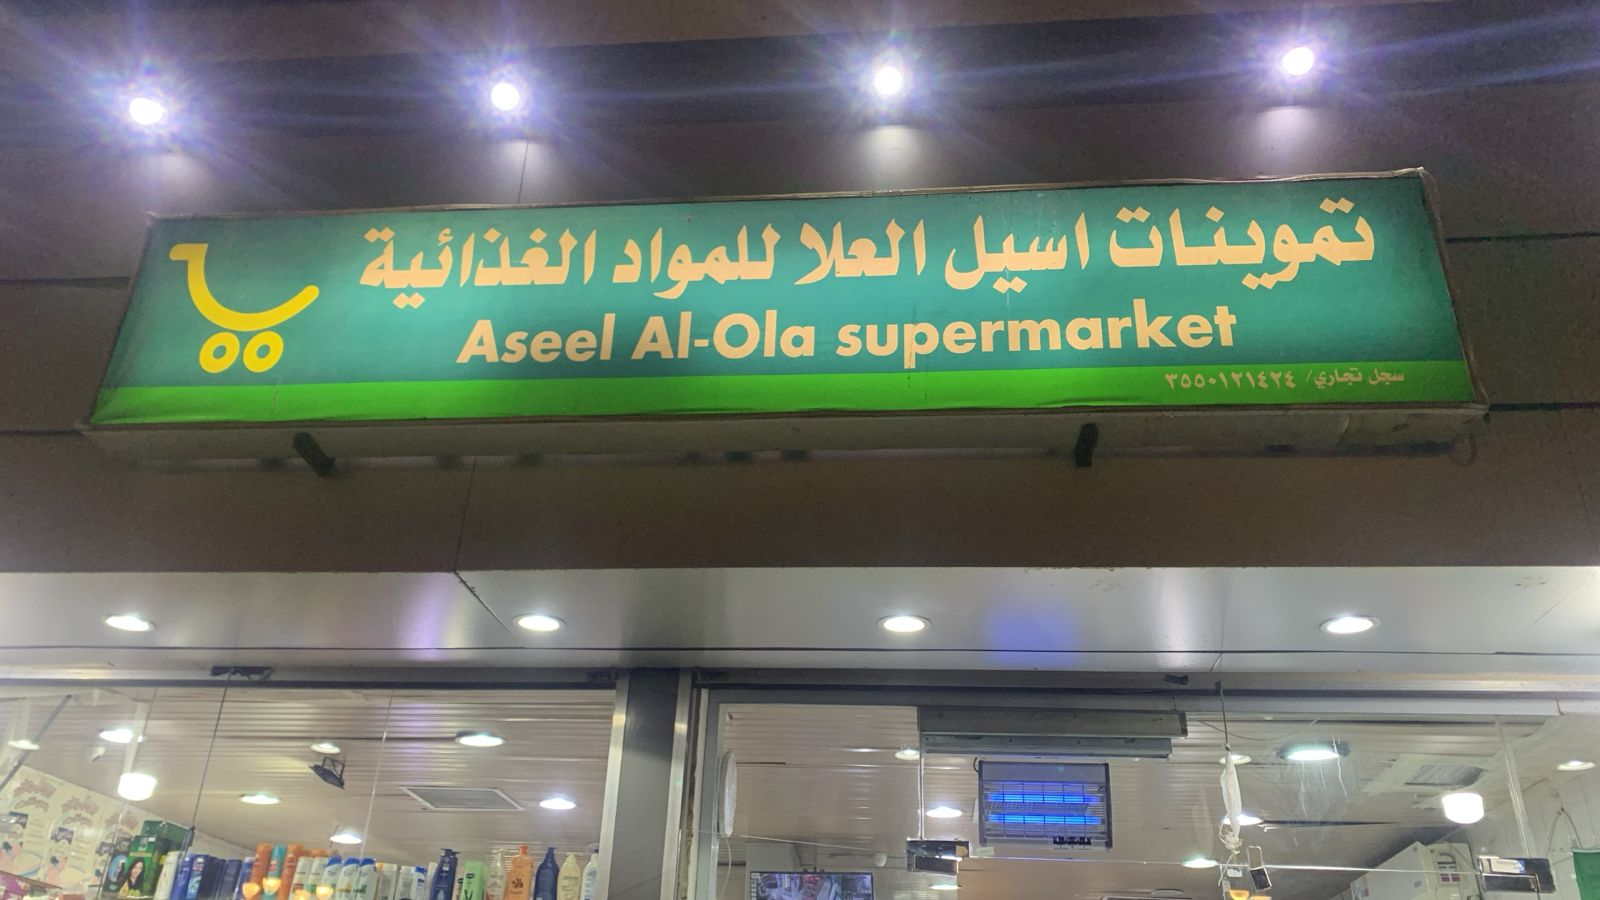 تموينات اسيل العلا للمواد الغذائية
Aseel Al-Ola supermarket
سجل تجاري/ ٣٥٥٠١٢١٤٢٤